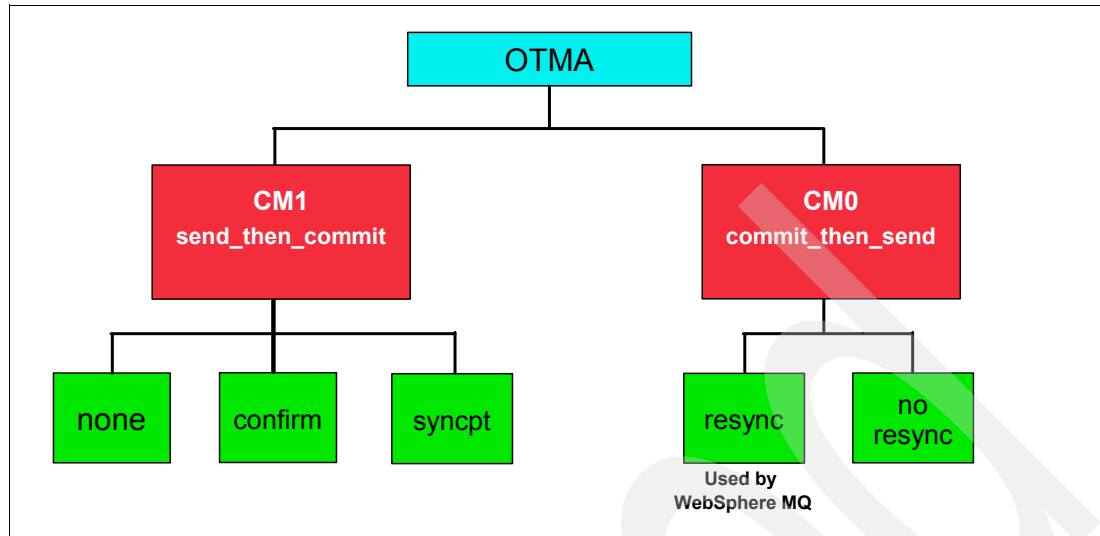 OTMA
CM1
send_then_commit
CM0
commit_then_send
none
confirm
syncpt
resync
no
resync
Used by
WebSphere MQ